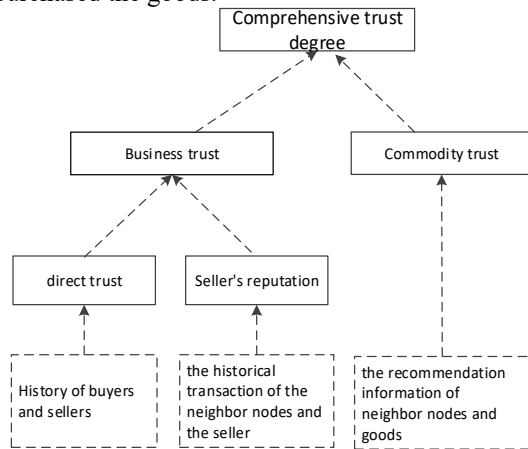 purchased the goods.
Comprehensive trust
degree
Business trust
Commodity trust
direct trust
Seller's reputation
History of buyers
and sellers
the historical
transaction of the
neighbor nodes and
the seller
the recommendation
information of
neighbor nodes and
goods